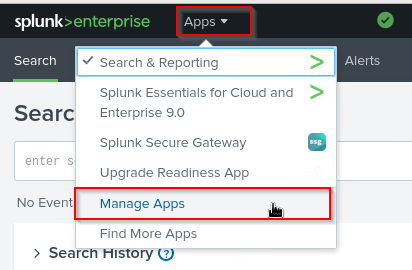 splunk>enterprise Apps
Search Alerts
Search & Reporting
Splunk Essentials for Cloud and
Enterprise 9.0
Splunk Secure Gateway
ssg
Upgrade Readiness App
Manage Apps
Find More Apps
Sear
enter s
No Event
Search History ?